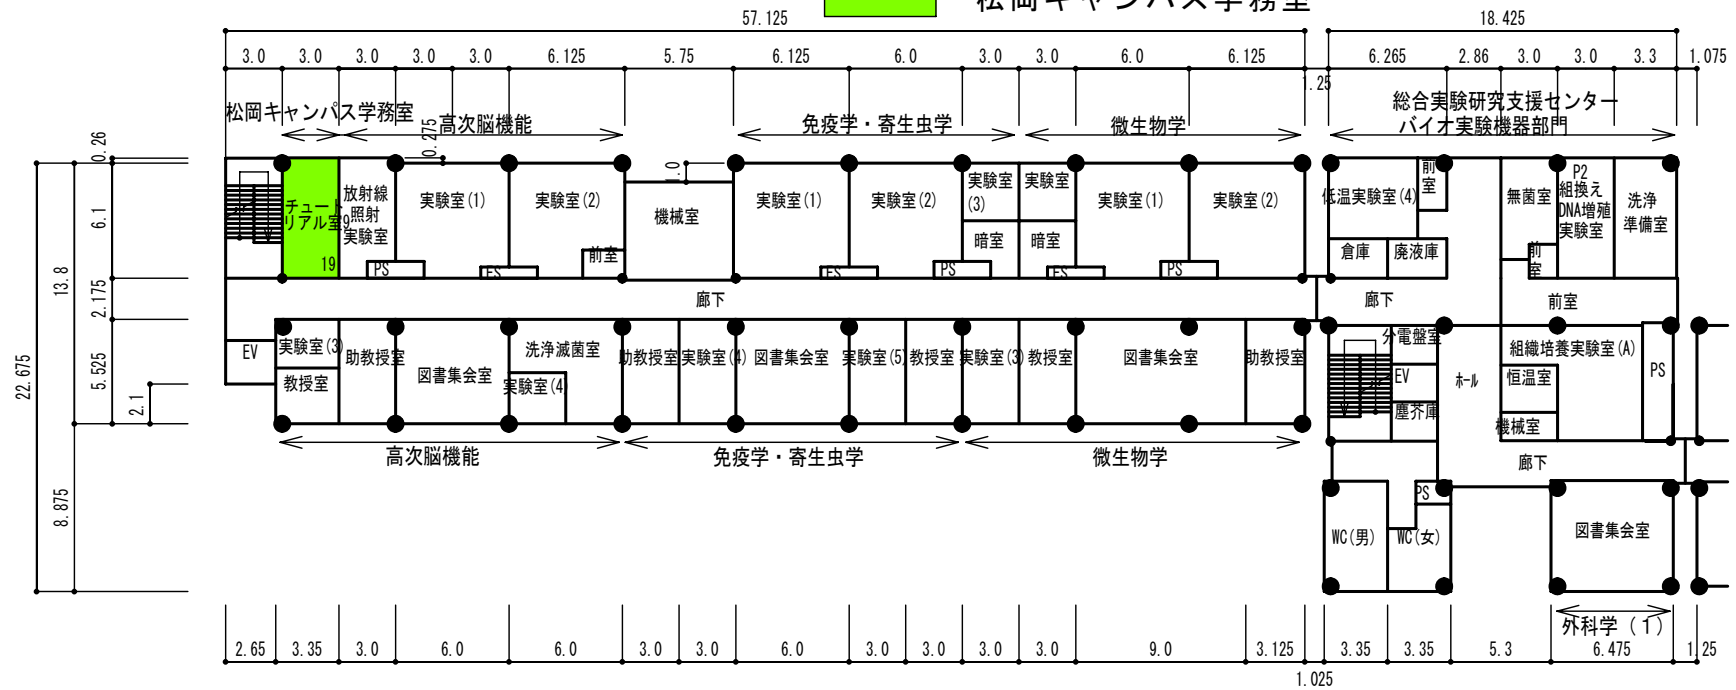 松岡キャンパス学務室
57.125
18.425
3.0 3.0 3.0 3.0 3.0 6.125 5.75 6.125 6.0 3.0 3.0 6.0 6.125 6.265 2.86 3.0 3.0 3.3 1.075
1.25
松岡キャンパス学務室
高次脳機能
免疫学・寄生虫学
微生物学
総合実験研究支援センター
バイオ実験機器部門
0.26
0.275
1.0
チュートリアル室9
19
放射線
照射
実験室
PS
実験室(1)
ES
実験室(2)
前室
機械室
実験室(1)
ES
実験室(2)
PS
実験室
(3)
暗室
実験室
暗室
ES
実験室(1)
PS
実験室(2)
低温実験室(4)
前室
倉庫
廃液庫
無菌室
前室
P2
組換え
DNA増殖
実験室
洗浄
準備室
6.1
13.8
2.175
22.675
5.525
2.1
8.875
廊下
廊下
前室
EV
実験室(3)
教授室
助教授室
図書集会室
洗浄滅菌室
実験室(4)
助教授室
実験室(4)
図書集会室
実験室(5)
教授室
実験室(3)
教授室
図書集会室
助教授室
分電盤室
EV
塵芥庫
ホール
組織培養実験室(A)
恒温室
機械室
PS
高次脳機能
免疫学・寄生虫学
微生物学
廊下
PS
WC(男)
WC(女)
図書集会室
外科学（1）
2.65 3.35 3.0 6.0 6.0 3.0 3.0 6.0 3.0 3.0 3.0 3.0 9.0 3.125 3.35 3.35 5.3 6.475 1.25
1.025